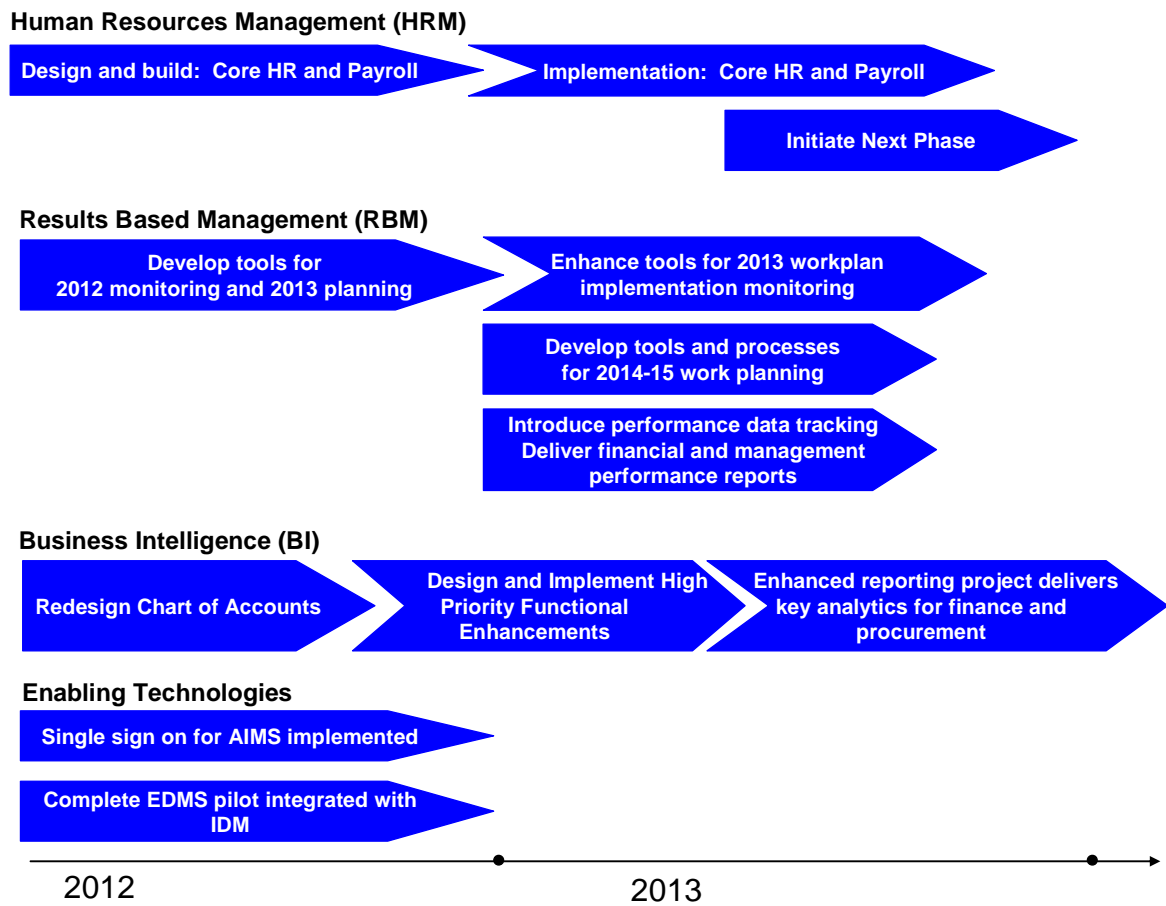 Human Resources Management (HRM)
Design and build:  Core HR and Payroll
Implementation:  Core HR and Payroll
Initiate Next Phase
Results Based Management (RBM)
Develop tools for
2012 monitoring and 2013 planning
Enhance tools for 2013 workplan
implementation monitoring
Develop tools and processes
for 2014-15 work planning
Introduce performance data tracking
Deliver financial and management
performance reports
Business Intelligence (BI)
Redesign Chart of Accounts
Design and Implement High
Priority Functional
Enhancements
Enhanced reporting project delivers
key analytics for finance and
procurement
Enabling Technologies
Single sign on for AIMS implemented
Complete EDMS pilot integrated with
IDM
2012
2013